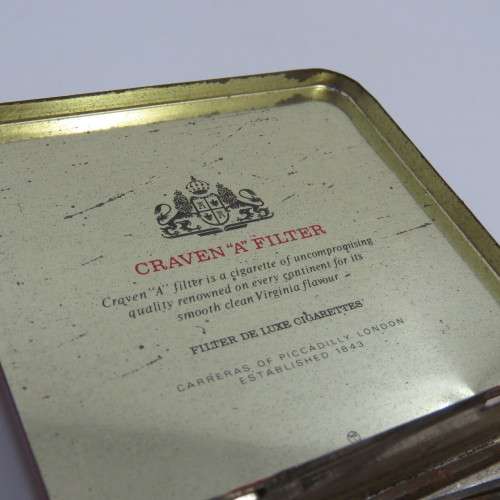 CRAVEN "A" FILTER
Craven "A" filter is a cigarette of uncompromising
quality renowned on every continent for its
smooth clean Virginia flavour
FILTER DE LUXE CIGARETTES
CARRERAS OF PICCADILLY, LONDON
ESTABLISHED 1843